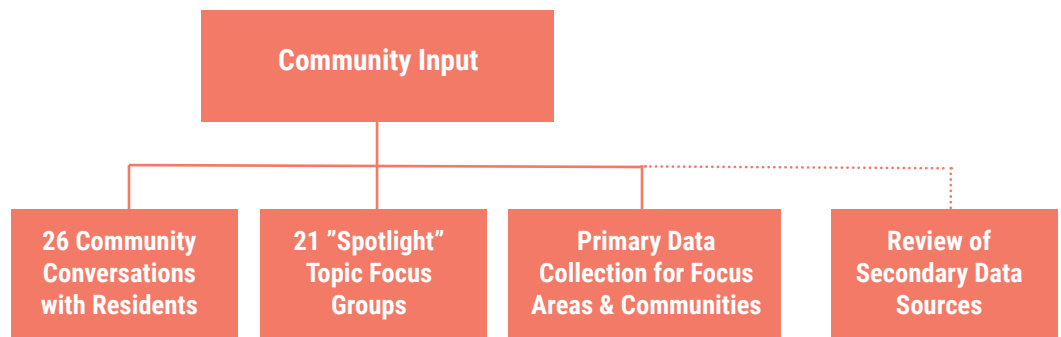 Community Input
26 Community
Conversations
with Residents
21 ”Spotlight”
Topic Focus
Groups
Primary Data
Collection for Focus
Areas & Communities
Review of
Secondary Data
Sources